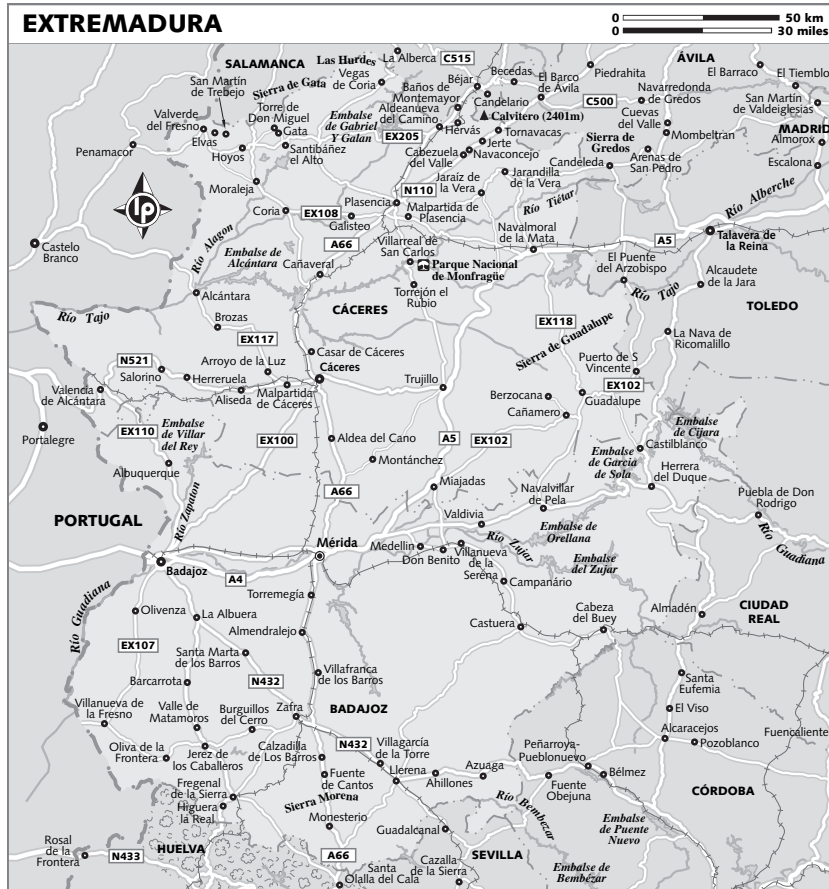 EXTREMADURA
0 50 km
0 30 miles
SALAMANCA
Las Hurdes
La Alberca
C515
Becedas
Piedrahita
ÁVILA
El Barraco
El Tiemblo
San Martín
de Trebejo
Sierra de Gata
Vegas
de Coria
Baños de
Montemayor
Béjar
El Barco
de Ávila
Navarredonda
de Gredos
San Martín de
Valdeiglesias
Valverde
del Fresno
Torre de
Don Miguel
Embalse
de Gabriel
Y Galan
Aldeanueva
del Camino
Candelario
C500
Cuevas
del Valle
Calvitero (2401m)
MADRID
Elvas
Gata
EX205
Hervás
Tornavacas
Sierra de
Gredos
Mombeltran
Almorox
Penamacor
Hoyos
Santibáñez
el Alto
Cabezuela
del Valle
Jerte
Navaconcejo
Candeleda
Arenas de
San Pedro
Escalona
Moraleja
N110
Jaraíz de
la Vera
Jarandilla
de la Vera
lp
Coria
EX108
Plasencia
Malpartida de
Plasencia
Río Tiétar
Río Alberche
Galisteo
Castelo
Branco
Río Alagon
Embalse de
Alcántara
A66
Villarreal de
San Carlos
Navalmoral
de la Mata
A5
Talavera de
la Reina
Cañaveral
Parque Nacional
de Monfragüe
El Puente
del Arzobispo
Alcaudete
de la Jara
Alcántara
Torrejón el
Rubio
Río Tajo
TOLEDO
Río Tajo
Brozas
CÁCERES
EX118
EX117
Sierra de Guadalupe
La Nava de
Ricomalillo
N521
Arroyo de la Luz
Casar de Cáceres
Puerto de S
Vincente
Salorino
Herreruela
Cáceres
Valencia
de Alcántara
Aliseda
Malpartida
de Cáceres
Trujillo
Berzocana
Guadalupe
EX102
Cañamero
Portalegre
EX110
Embalse
de Villar
del Rey
EX100
Aldea del Cano
A5
EX102
Embalse
de Cijara
Castilblanco
Albuquerque
Montánchez
Embalse
de Garcia
de Sola
Herrera
del Duque
A66
Miajadas
Navalvillar
de Pela
Puebla de Don
Rodrigo
PORTUGAL
Río Zapaton
Valdivia
Embalse de
Orellana
Río Guadiana
Mérida
Medellin
Río Zujar
Don Benito
Villanueva
de la
Serena
Embalse
del Zujar
Badajoz
A4
Campanário
Torremegía
Río Guadiana
Olivenza
La Albuera
Cabeza
del Buey
Almadén
CIUDAD
REAL
Almendralejo
Castuera
EX107
Santa Marta
de los Barros
Villafranca
de los Barros
Santa
Eufemia
Barcarrota
N432
Villanueva de
la Fresno
Valle de
Matamoros
Burguillos
del Cerro
Zafra
BADAJOZ
El Viso
Fuencaliente
Alcaracejos
Pozoblanco
Oliva de la
Frontera
Jerez de
los Caballeros
Calzadilla
de Los Barros
N432
Villagarcía
de la Torre
Peñarroya-
Pueblonuevo
Llerena
Azuaga
Bélmez
Fregenal
de la Sierra
Fuente
de Cantos
Ahillones
Fuente
Obejuna
CÓRDOBA
Higuera
la Real
Sierra Morena
Río Bembezar
Monesterio
Guadalcanal
Embalse
de Puente
Nuevo
Rosal
de la
Frontera
N433
HUELVA
A66
Santa
Olalla del Cala
Cazalla
de la Sierra
SEVILLA
Embalse de
Bembézar